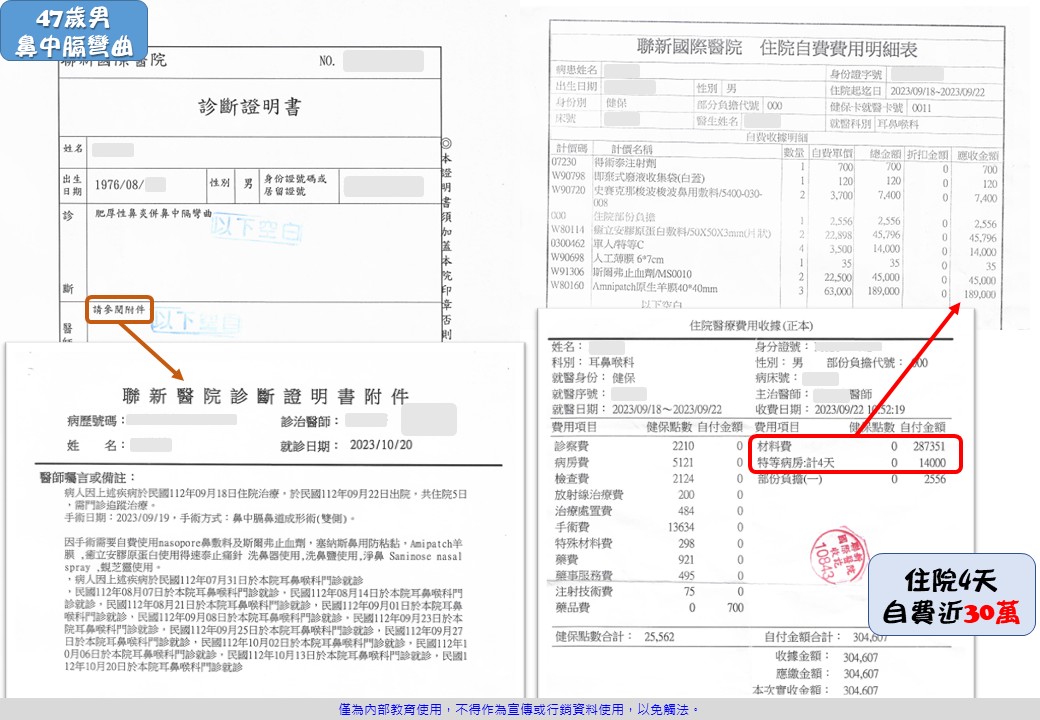 47歲男
鼻中膈彎曲
聯新國際醫院
NO.
診斷證明書
姓名
出生日期
1976/08/
性別
男
身份證號碼或居留證號
診
斷
肥厚性鼻炎併鼻中隔彎曲
以下空白
請參閱附件
以下空白
醫
師
◎本證明書須加蓋本院印章否則
聯新醫院診斷證明書附件
病歷號碼:
診治醫師:
姓 名:
就診日期: 2023/10/20
醫師囑言或備註:
病人因上述疾病於民國112年09月18日住院治療。於民國112年09月22日出院。共住院5日
,需門診追蹤治療。
手術日期:2023/09/19,手術方式:鼻中膈鼻道成形術(雙側)。
因手術需要自費使用nasopore鼻敷料及斯爾弗止血劑,塞納斯鼻用防粘黏,Amipatch羊
膜 ,癒立安膠原蛋白使用得速泰止痛針 洗鼻器使用,洗鼻鹽使用,淨鼻 Saninose nasal
spray ,蜆芝靈使用。
,病人因上述疾病於民國112年07月31日於本院耳鼻喉科門診就診
,民國112年08月07日於本院耳鼻喉科門診就診,民國112年08月14日於本院耳鼻喉科門
診就診,民國112年08月21日於本院耳鼻喉科門診就診,民國112年09月01日於本院耳鼻
喉科門診就診,民國112年09月08日於本院耳鼻喉科門診就診,民國112年09月23日於本
院耳鼻喉科門診就診,民國112年09月25日於本院耳鼻喉科門診就診,民國112年09月27
日於本院耳鼻喉科門診就診,民國112年10月02日於本院耳鼻喉科門診就診,民國112年1
0月06日於本院耳鼻喉科門診就診,民國112年10月13日於本院耳鼻喉科門診就診,民國11
2年10月20日於本院耳鼻喉科門診就診
聯新國際醫院 住院自費費用明細表
病患姓名
身份證字號
出生日期
性別 男
住院起迄日 2023/09/18~2023/09/22
身份別 健保
部分負擔代號 000
健保卡就醫卡號 0011
床號
醫生姓名
就醫科別 耳鼻喉科
自費收據明細
計價碼 計價名稱 數量 自費單價 總金額 折扣金額 應收金額
07230 得術泰注射劑 1 700 700 0 700
W90798 即棄式廢液收集袋(白蓋) 1 120 120 0 120
W90720 史賽克那梭波梭波鼻用敷料/5400-030-008 2 3,700 7,400 0 7,400
000 住院部份負擔 1 2,556 2,556 0 2,556
W80114 癒立安膠原蛋白敷料/50X50X3mm(片狀) 2 22,898 45,796 0 45,796
0300462 單人/特等C 4 3,500 14,000 0 14,000
W90698 人工薄膜 6*7cm 1 35 35 0 35
W91306 斯爾弗止血劑/MS0010 2 22,500 45,000 0 45,000
W80160 Amnipatch原生羊膜40*40mm 3 63,000 189,000 0 189,000
以下空白
住院醫療費用收據(正本)
姓名:
身分證號:
科別: 耳鼻喉科
性別: 男 部份負擔代號: 000
就醫身份: 健保
病床號:
就醫序號:
主治醫師: 醫師
就醫日期: 2023/09/18~2023/09/22
收費日期: 2023/09/22 10:52:19
費用項目 健保點數 自付金額 費用項目 健保點數 自付金額
診察費 2210 0 材料費 0 287351
病房費 5121 0 特等病房:計4天 0 14000
檢查費 2124 0 部份負擔(一) 0 2556
放射線治療費 200 0
治療處置費 484 0
手術費 13634 0
特殊材料費 298 0
藥費 921 0
藥事服務費 495 0
注射技術費 75 0
藥品費 0 700
10843
健保點數合計: 25,562
自付金額合計: 304,607
收據金額: 304,607
應繳金額: 304,607
本次實收金額: 304,607
住院4天
自費近30萬
僅為內部教育使用,不得作為宣傳或行銷資料使用,以免觸法。